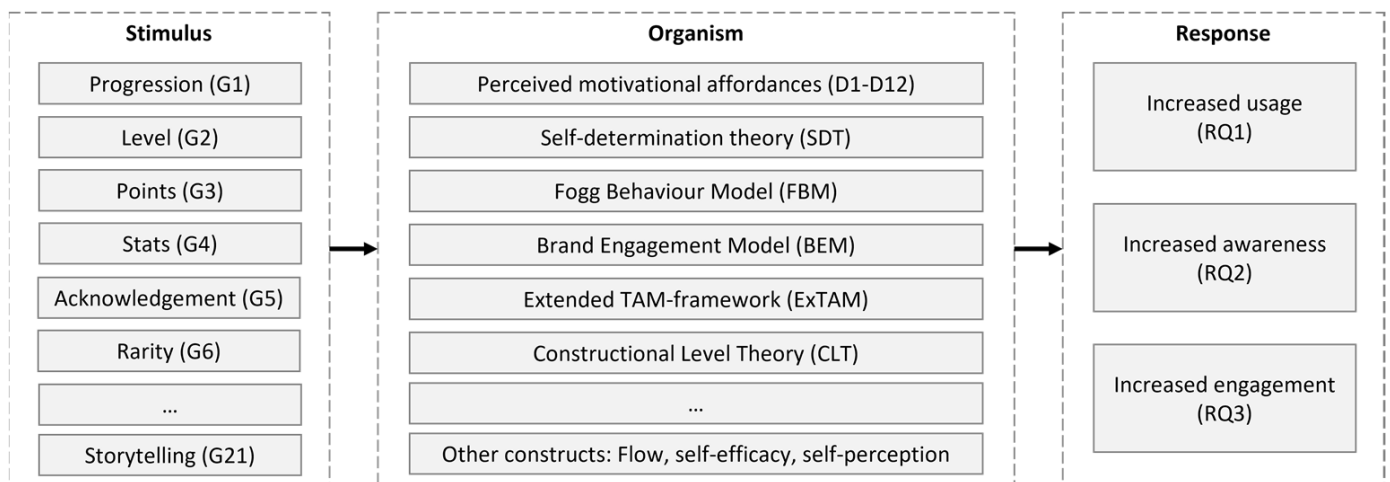 Stimulus
Progression (G1)
Level (G2)
Points (G3)
Stats (G4)
Acknowledgement (G5)
Rarity (G6)
...
Storytelling (G21)
Organism
Perceived motivational affordances (D1-D12)
Self-determination theory (SDT)
Fogg Behaviour Model (FBM)
Brand Engagement Model (BEM)
Extended TAM-framework (ExTAM)
Constructional Level Theory (CLT)
...
Other constructs: Flow, self-efficacy, self-perception
Response
Increased usage
(RQ1)
Increased awareness
(RQ2)
Increased engagement
(RQ3)